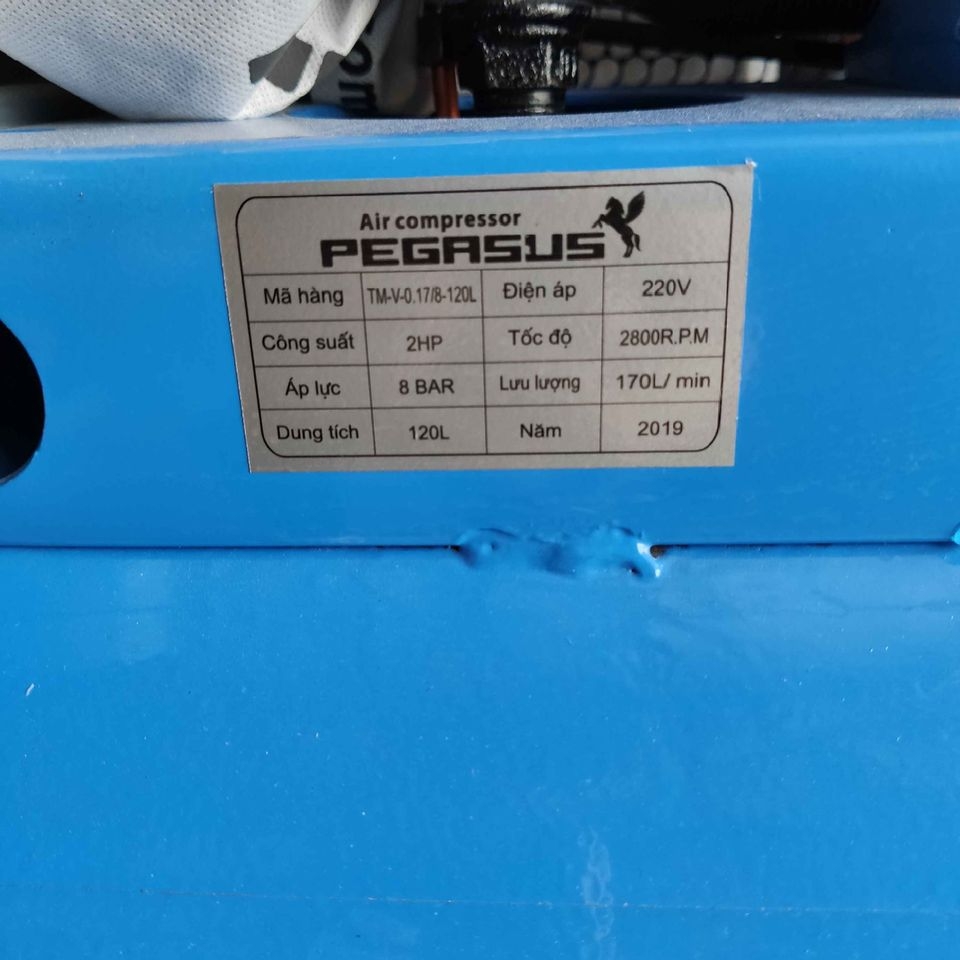 Air compressor
PEGASUS
Mã hàng TM-V-0.17/8-120L Điện áp 220V
Công suất 2HP Tốc độ 2800R.P.M
Áp lực 8 BAR Lưu lượng 170L/ min
Dung tích 120L Năm 2019